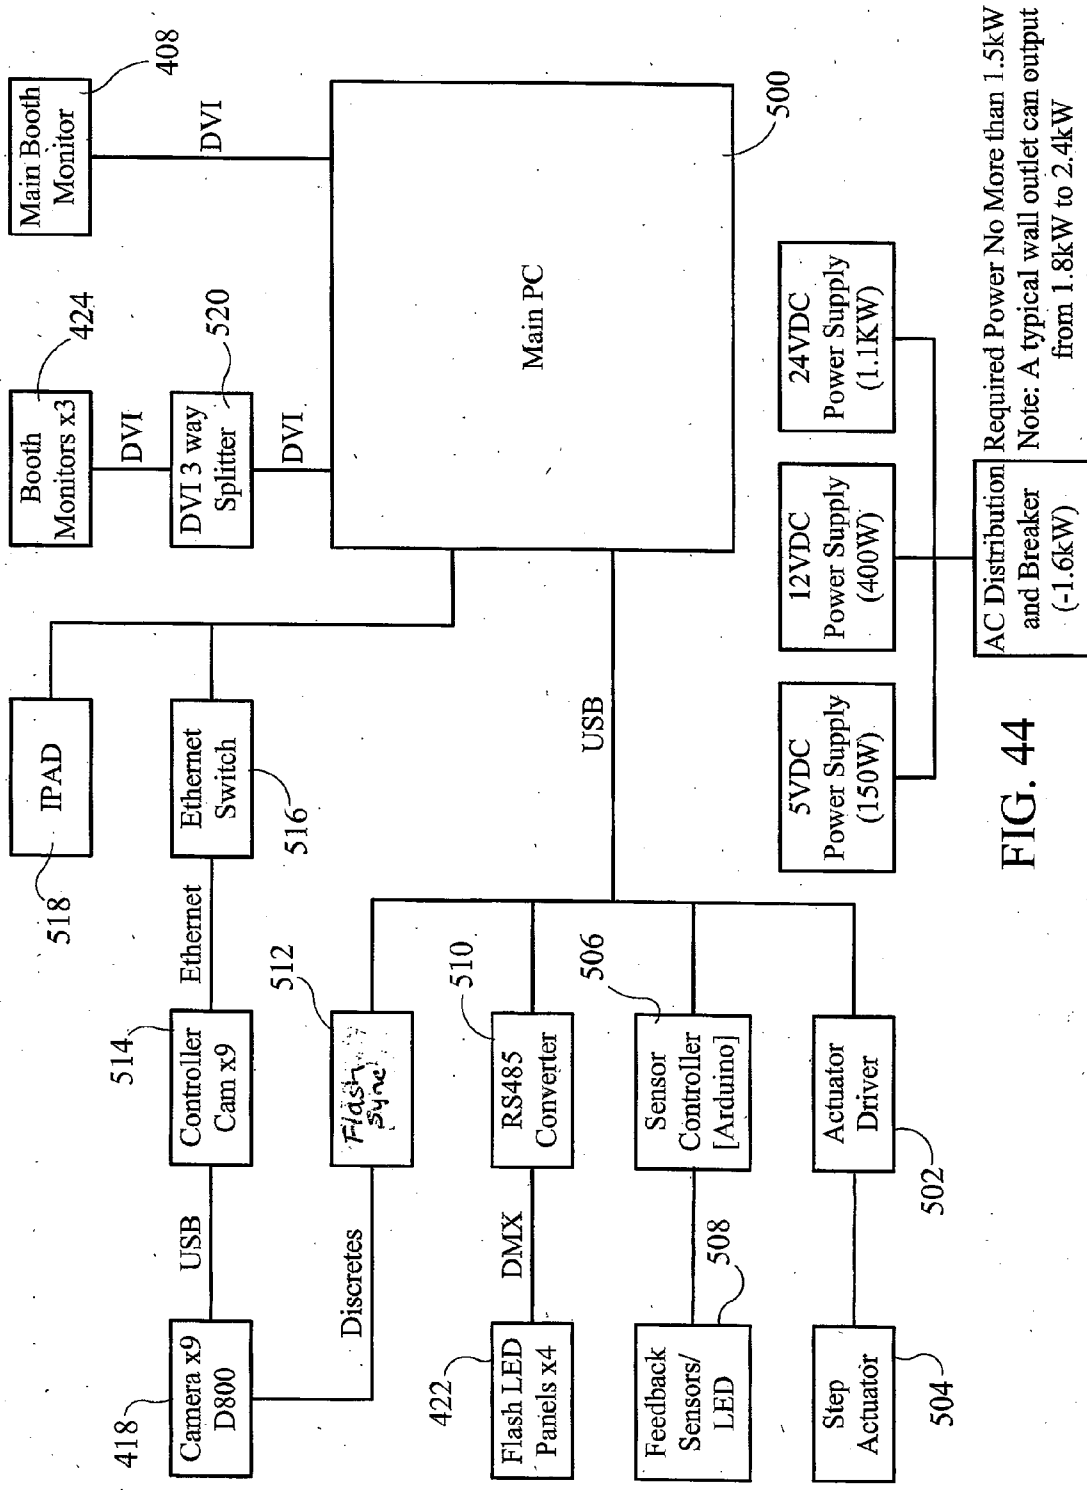 418
Camera x9
D800
USB
514
Controller
Cam x9
Ethernet
Ethernet
Switch
516
518
IPAD
Booth
Monitors x3
424
DVI
DVI 3 way
Splitter
520
DVI
Main Booth
Monitor
408
DVI
Main PC
500
Discretes
Flash
Sync
512
422
Flash LED
Panels x4
DMX
RS485
Converter
510
Feedback
Sensors/
LED
508
Sensor
Controller
[Arduino]
506
Step
Actuator
504
Actuator
Driver
502
USB
5VDC
Power Supply
(150W)
12VDC
Power Supply
(400W)
24VDC
Power Supply
(1.1KW)
AC Distribution
and Breaker
(-1.6kW)
Required Power No More than 1.5kW
Note: A typical wall outlet can output
from 1.8kW to 2.4kW
FIG. 44